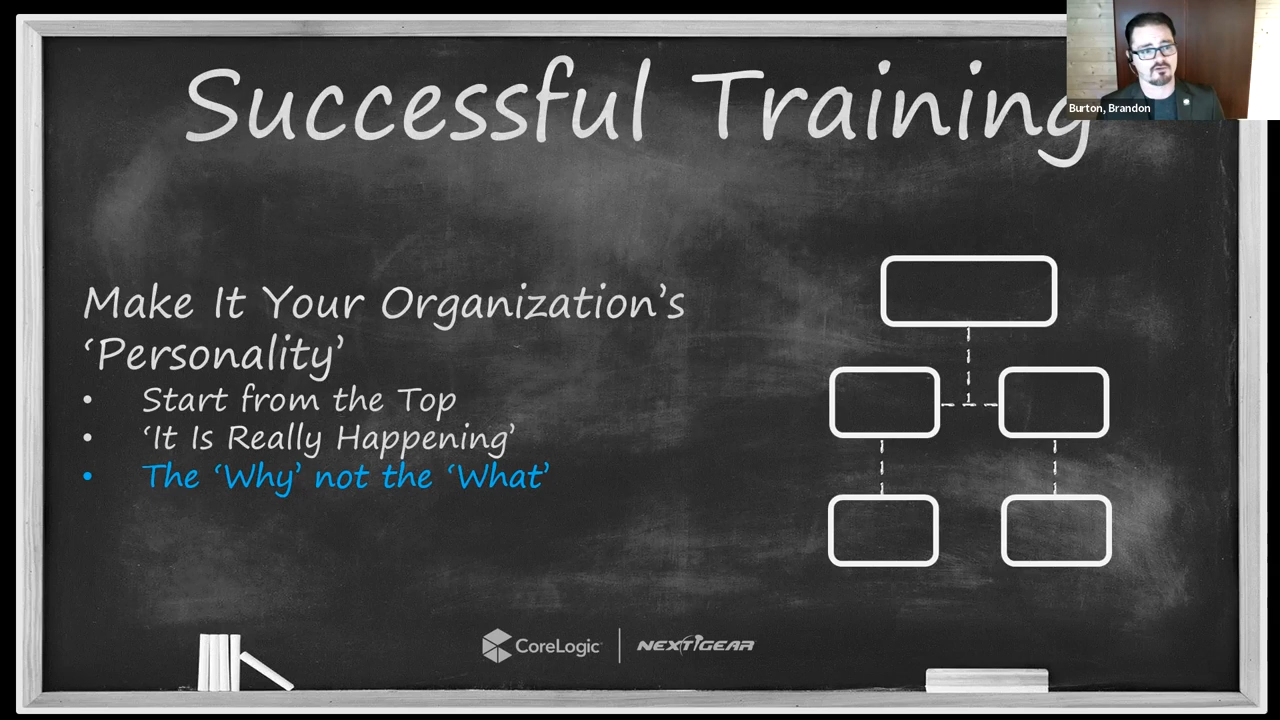 Successful Training
Burton, Brandon
Make It Your Organization's
'Personality'
• Start from the Top
• 'It Is Really Happening'
• The 'Why' not the 'What'
CoreLogic
NEXTGEAR